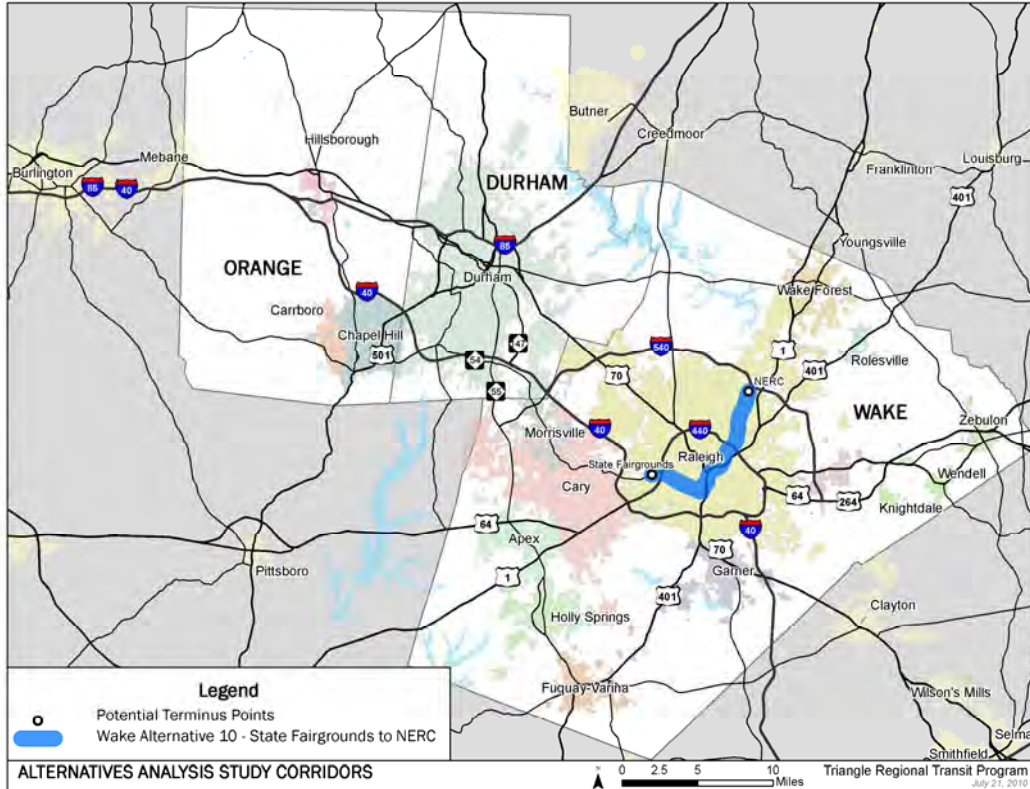 Butner
Creedmoor
Hillsborough
Mebane
Burlington
85
40
Franklinton
Louisburg
401
DURHAM
Youngsville
85
Durham
ORANGE
40
Carrboro
Chapel Hill
501
Wake Forest
147
54
55
540
70
1
401
Rolesville
NERC
WAKE
Zebulon
Morrisville
40
440
Raleigh
State Fairgrounds
Cary
Wendell
64
264
Knightdale
64
Apex
40
70
Garner
Pittsboro
1
401
Holly Springs
Clayton
Fuquay-Varina
Wilson's Mills
Selma
Smithfield
Legend
Potential Terminus Points
Wake Alternative 10 - State Fairgrounds to NERC
ALTERNATIVES ANALYSIS STUDY CORRIDORS
N
0 2.5 5 10
Miles
Triangle Regional Transit Program
July 21, 2010